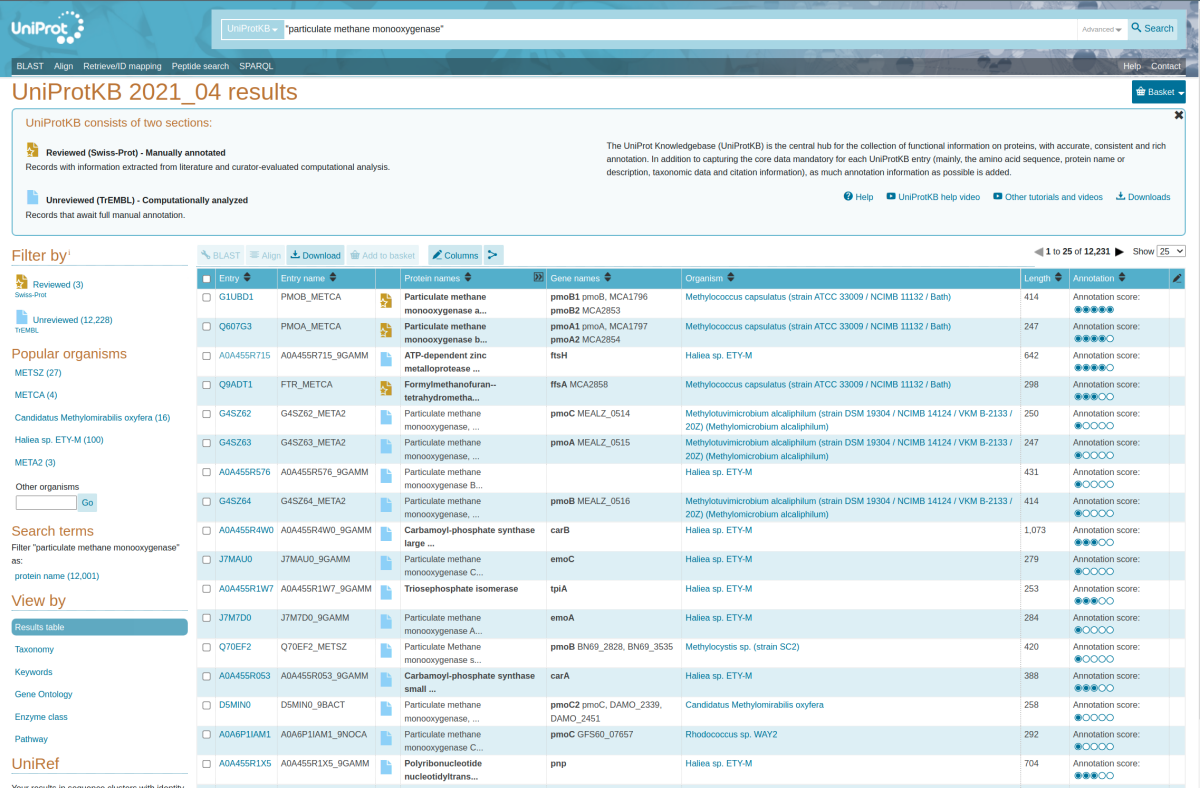 UniProt
UniProtKB
"particulate methane monooxygenase"
Advanced
Search
BLAST Align Retrieve/ID mapping Peptide search SPARQL
Help Contact
UniProtKB 2021_04 results
Basket
UniProtKB consists of two sections:
Reviewed (Swiss-Prot) - Manually annotated
Records with information extracted from literature and curator-evaluated computational analysis.
Unreviewed (TrEMBL) - Computationally analyzed
Records that await full manual annotation.
The UniProt Knowledgebase (UniProtKB) is the central hub for the collection of functional information on proteins, with accurate, consistent and rich
annotation. In addition to capturing the core data mandatory for each UniProtKB entry (mainly, the amino acid sequence, protein name or
description, taxonomic data and citation information), as much annotation information as possible is added.
Help UniProtKB help video Other tutorials and videos Downloads
Filter by
Reviewed (3)
Swiss-Prot
Unreviewed (12,228)
TrEMBL
Popular organisms
METSZ (27)
METCA (4)
Candidatus Methylomirabilis oxyfera (16)
Haliea sp. ETY-M (100)
META2 (3)
Other organisms
Go
Search terms
Filter "particulate methane monooxygenase"
as:
protein name (12,001)
View by
Results table
Taxonomy
Keywords
Gene Ontology
Enzyme class
Pathway
UniRef
Your results in sequence clusters with identity
BLAST Align Download Add to basket Columns
1 to 25 of 12,231 Show 25
Entry Entry name Protein names Gene names Organism Length Annotation
G1UBD1 PMOB_METCA Particulate methane pmoB1 pmoB, MCA1796 Methylococcus capsulatus (strain ATCC 33009 / NCIMB 11132 / Bath) 414 Annotation score:
monooxygenase a... pmoB2 MCA2853
Q607G3 PMOA_METCA Particulate methane pmoA1 pmoA, MCA1797 Methylococcus capsulatus (strain ATCC 33009 / NCIMB 11132 / Bath) 247 Annotation score:
monooxygenase b... pmoA2 MCA2854
A0A455R715 A0A455R715_9GAMM ATP-dependent zinc ftsH Haliea sp. ETY-M 642 Annotation score:
metalloprotease ...
Q9ADT1 FTR_METCA Formylmethanofuran-- ffsA MCA2858 Methylococcus capsulatus (strain ATCC 33009 / NCIMB 11132 / Bath) 298 Annotation score:
tetrahydrometha...
G4SZ62 G4SZ62_META2 Particulate methane pmoC MEALZ_0514 Methylotuvimicrobium alcaliphilum (strain DSM 19304 / NCIMB 14124 / VKM B-2133 / 250 Annotation score:
monooxygenase, ... 20Z) (Methylomicrobium alcaliphilum)
G4SZ63 G4SZ63_META2 Particulate methane pmoA MEALZ_0515 Methylotuvimicrobium alcaliphilum (strain DSM 19304 / NCIMB 14124 / VKM B-2133 / 247 Annotation score:
monooxygenase, ... 20Z) (Methylomicrobium alcaliphilum)
A0A455R576 A0A455R576_9GAMM Particulate methane Haliea sp. ETY-M 431 Annotation score:
monooxygenase B...
G4SZ64 G4SZ64_META2 Particulate methane pmoB MEALZ_0516 Methylotuvimicrobium alcaliphilum (strain DSM 19304 / NCIMB 14124 / VKM B-2133 / 414 Annotation score:
monooxygenase, ... 20Z) (Methylomicrobium alcaliphilum)
A0A455R4W0 A0A455R4W0_9GAMM Carbamoyl-phosphate synthase carB Haliea sp. ETY-M 1,073 Annotation score:
large ...
J7MAU0 J7MAU0_9GAMM Particulate methane emoC Haliea sp. ETY-M 279 Annotation score:
monooxygenase C...
A0A455R1W7 A0A455R1W7_9GAMM Triosephosphate isomerase tpiA Haliea sp. ETY-M 253 Annotation score:
J7M7D0 J7M7D0_9GAMM Particulate methane emoA Haliea sp. ETY-M 284 Annotation score:
monooxygenase A...
Q70EF2 Q70EF2_METSZ Particulate Methane pmoB BN69_2828, BN69_3535 Methylocystis sp. (strain SC2) 420 Annotation score:
Monooxygenase s...
A0A455R053 A0A455R053_9GAMM Carbamoyl-phosphate synthase carA Haliea sp. ETY-M 388 Annotation score:
small ...
D5MIN0 D5MIN0_9BACT Particulate methane pmoC2 pmoC, DAMO_2339, Candidatus Methylomirabilis oxyfera 258 Annotation score:
monooxygenase, ... DAMO_2451
A0A6P1IAM1 A0A6P1IAM1_9NOCA Particulate methane pmoC GFS60_07657 Rhodococcus sp. WAY2 292 Annotation score:
monooxygenase C...
A0A455R1X5 A0A455R1X5_9GAMM Polyribonucleotide pnp Haliea sp. ETY-M 704 Annotation score:
nucleotidyltrans...